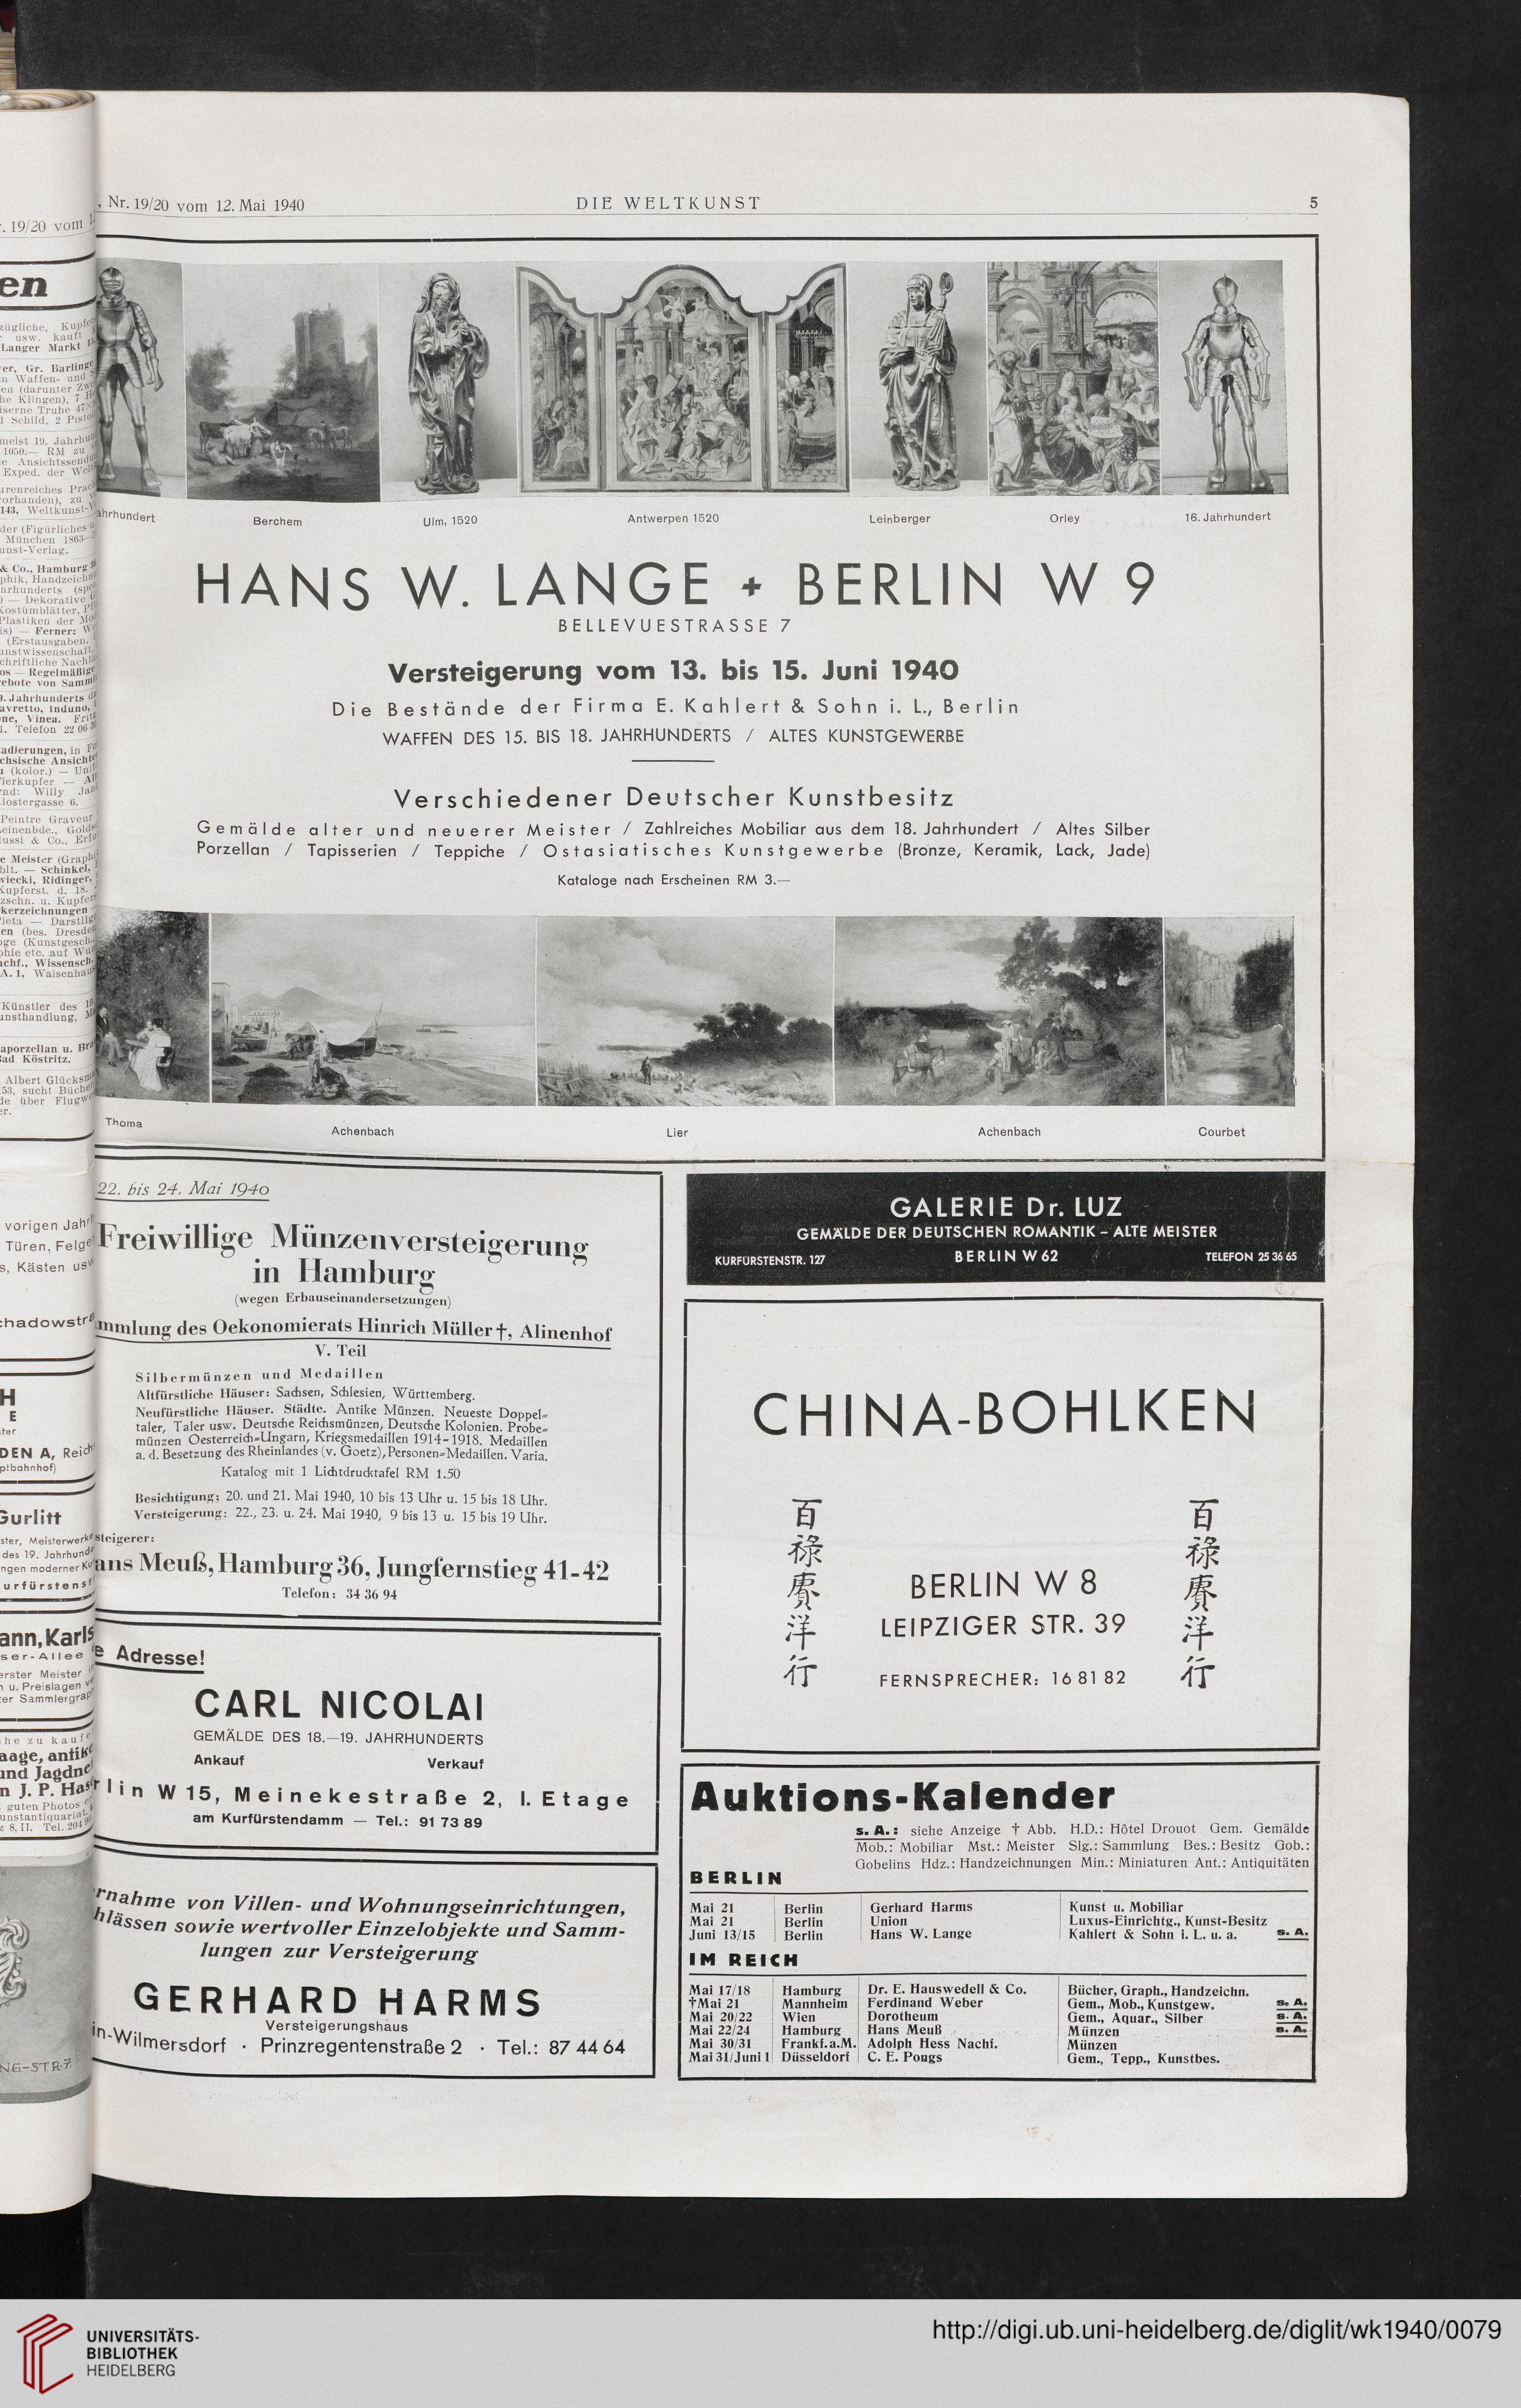 , Nr. 19/20 vom 12. Mai 1940
DIE WELTKUNST
5
Berchem
Ulm, 1520
Antwerpen 1520
Leinberger
Orley
16. Jahrhundert
HANS W. LANGE + BERLIN W 9
BELLEVUESTRASSE 7
Versteigerung vom 13. bis 15. Juni 1940
Die Bestände der Firma E. Kahlert & Sohn i. L., Berlin
WAFFEN DES 15. BIS 18. JAHRHUNDERTS / ALTES KUNSTGEWERBE
Verschiedener Deutscher Kunstbesitz
Gemälde alter und neuerer Meister / Zahlreiches Mobiliar aus dem 18. Jahrhundert / Altes Silber
Porzellan / Tapisserien / Teppiche / Ostasiatisches Kunstgewerbe (Bronze, Keramik, Lack, Jade)
Kataloge nach Erscheinen RM 3.—
Thoma
Achenbach
Lier
Achenbach
Courbet
22. bis 24. Mai 1940
Freiwillige Münzenversteigerung
in Hamburg
(wegen Erbauseinandersetzungen)
mmlung des Oekonomierats Hinrich Müller †, Alinenhof
V. Teil
Silbermünzen und Medaillen
Altfürstliche Häuser: Sachsen, Schlesien, Württemberg.
Neufürstliche Häuser. Städte. Antike Münzen. Neueste Doppel-
taler, Taler usw. Deutsche Reichsmünzen, Deutsche Kolonien. Probe-
münzen Oesterreich-Ungarn, Kriegsmedaillen 1914-1918. Medaillen
a. d. Besetzung des Rheinlandes (v. Goetz), Personen-Medaillen. Varia.
Katalog mit 1 Lichtdrucktafel RM 1.50
Besichtigung: 20. und 21. Mai 1940, 10 bis 13 Uhr u. 15 bis 18 Uhr.
Versteigerung: 22., 23. u. 24. Mai 1940, 9 bis 13 u. 15 bis 19 Uhr.
steigerer:
ans Meuß, Hamburg 36, Jungfernstieg 41-42
Telefon: 34 36 94
e Adresse!
CARL NICOLAI
GEMÄLDE DES 18.—19. JAHRHUNDERTS
Ankauf Verkauf
rlin W 15, Meinekestraße 2, I. Etage
am Kurfürstendamm — Tel.: 91 73 89
rnahme von Villen- und Wohnungseinrichtungen,
hlässen sowie wertvoller Einzelobjekte und Samm-
lungen zur Versteigerung
GERHARD HARMS
Versteigerungshaus
in-Wilmersdorf · Prinzregentenstraße 2 · Tel.: 87 44 64
GALERIE Dr. LUZ
GEMÄLDE DER DEUTSCHEN ROMANTIK – ALTE MEISTER
KURFÜRSTENSTR. 127 BERLIN W 62 TELEFON 25 36 65
CHINA-BOHLKEN
百祿賡洋行
百祿賡洋行
BERLIN W 8
LEIPZIGER STR. 39
FERNSPRECHER: 16 81 82
Auktions-Kalender
s. A.: siehe Anzeige † Abb. H.D.: Hôtel Drouot Gem. Gemälde
Mob.: Mobiliar Mst.: Meister Slg.: Sammlung Bes.: Besitz Gob.:
Gobelins Hdz.: Handzeichnungen Min.: Miniaturen Ant.: Antiquitäten
BERLIN
Mai 21 Berlin Gerhard Harms Kunst u. Mobiliar
Mai 21 Berlin Union Luxus-Einrichtg., Kunst-Besitz
Juni 13/15 Berlin Hans W. Lange Kahlert & Sohn i. L. u. a. s. A.
IM REICH
Mai 17/18 Hamburg Dr. E. Hauswedell & Co. Bücher, Graph., Handzeichn.
†Mai 21 Mannheim Ferdinand Weber Gem., Mob., Kunstgew. s. A.
Mai 20/22 Wien Dorotheum Gem., Aquar., Silber s. A.
Mai 22/24 Hamburg Hans Meuß Münzen s. A.
Mai 30/31 Frankf. a.M. Adolph Hess Nachf. Münzen
Mai 31/Juni 1 Düsseldorf C. E. Pongs Gem., Tepp., Kunstbes.
UNIVERSITÄTS-
BIBLIOTHEK
HEIDELBERG
http://digi.ub.uni-heidelberg.de/diglit/wk1940/0079